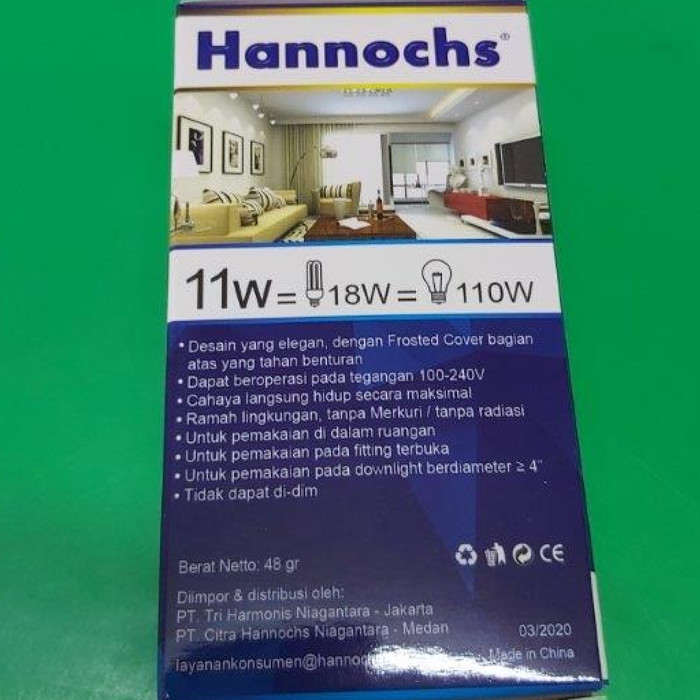 Hannochs®
11W = 18W = 110W
• Desain yang elegan, dengan Frosted Cover bagian
atas yang tahan benturan
• Dapat beroperasi pada tegangan 100-240V
• Cahaya langsung hidup secara maksimal
• Ramah lingkungan, tanpa Merkuri / tanpa radiasi
• Untuk pemakaian di dalam ruangan
• Untuk pemakaian pada fitting terbuka
• Untuk pemakaian pada downlight berdiameter ≥ 4"
• Tidak dapat di-dim
Berat Netto: 48 gr
CE
Diimpor & distribusi oleh:
PT. Tri Harmonis Niagantara - Jakarta
PT. Citra Hannochs Niagantara - Medan
03/2020
layanankonsumen@hannoc
Made in China